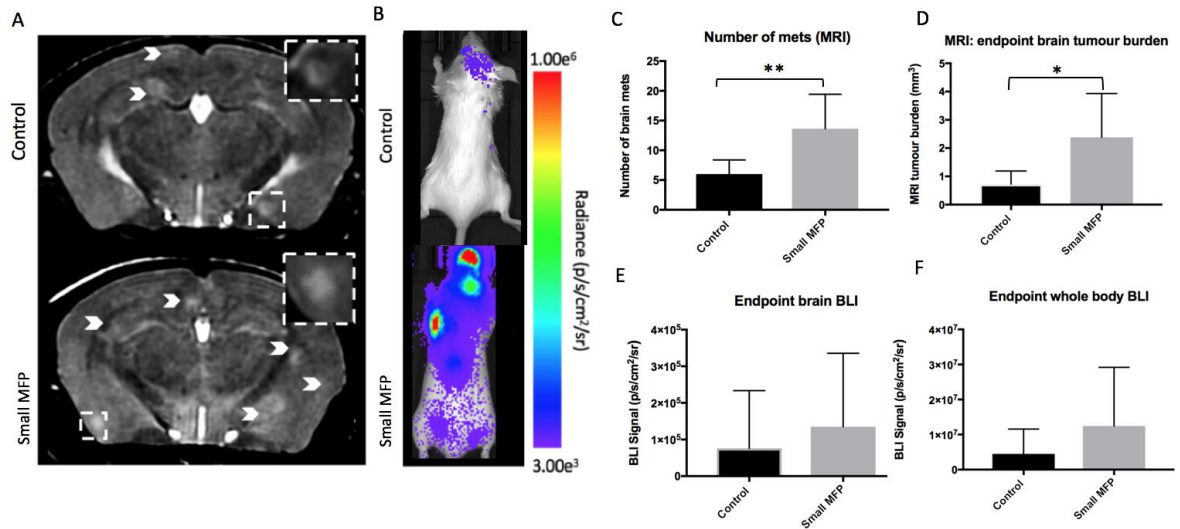 A
Control
Small MFP
B
Control
Small MFP
1.00e⁶
Radiance (p/s/cm²/sr)
3.00e³
C
Number of mets (MRI)
Number of brain mets
25
20
15
10
5
0
**
Control
Small MFP
D
MRI: endpoint brain tumour burden
MRI tumour burden (mm³)
5
4
3
2
1
0
*
Control
Small MFP
E
Endpoint brain BLI
BLI Signal (p/s/cm²/sr)
4×10⁵
3×10⁵
2×10⁵
1×10⁵
0
Control
Small MFP
F
Endpoint whole body BLI
BLI Signal (p/s/cm²/sr)
4×10⁷
3×10⁷
2×10⁷
1×10⁷
0
Control
Small MFP